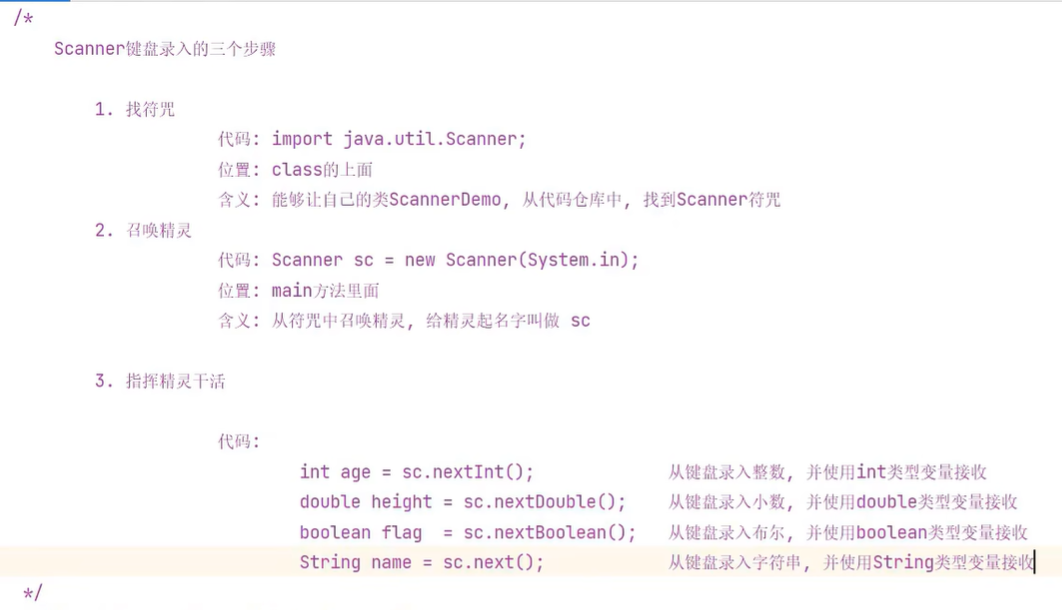 /*
Scanner键盘录入的三个步骤
1. 找符咒
代码: import java.util.Scanner;
位置: class的上面
含义: 能够让自己的类ScannerDemo, 从代码仓库中, 找到Scanner符咒
2. 召唤精灵
代码: Scanner sc = new Scanner(System.in);
位置: main方法里面
含义: 从符咒中召唤精灵, 给精灵起名字叫做 sc
3. 指挥精灵干活
代码:
int age = sc.nextInt(); 从键盘录入整数, 并使用int类型变量接收
double height = sc.nextDouble(); 从键盘录入小数, 并使用double类型变量接收
boolean flag  = sc.nextBoolean(); 从键盘录入布尔, 并使用boolean类型变量接收
String name = sc.next(); 从键盘录入字符串, 并使用String类型变量接收
*/